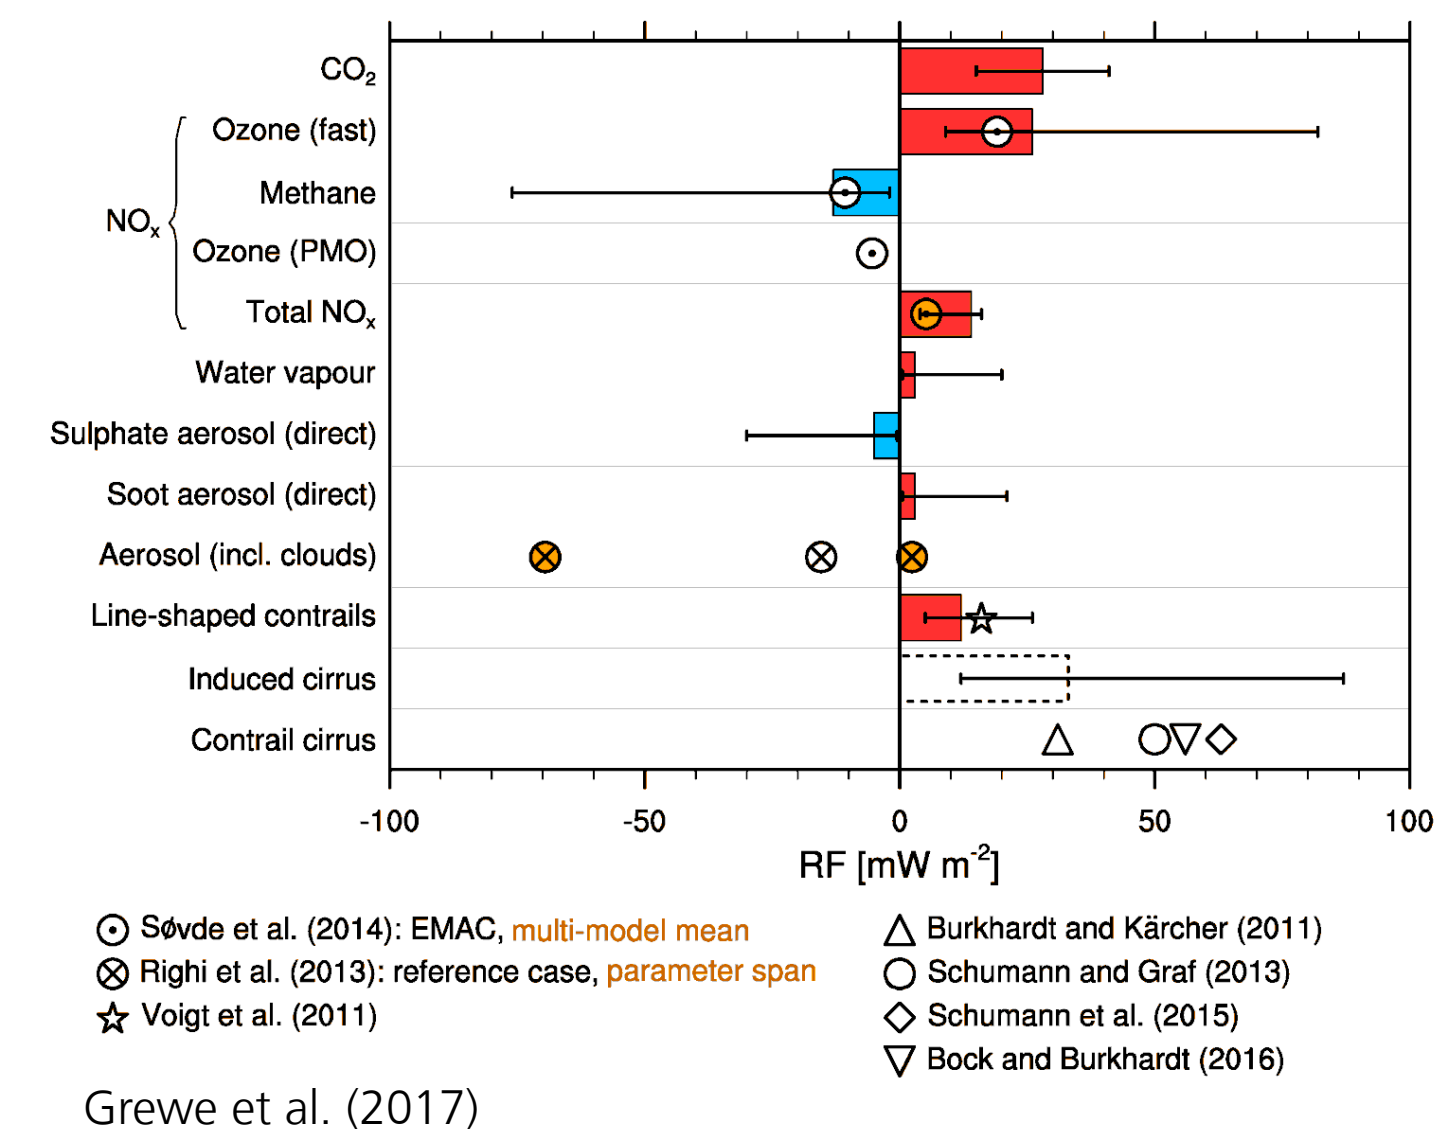 CO₂
Ozone (fast)
Methane
NOₓ
Ozone (PMO)
Total NOₓ
Water vapour
Sulphate aerosol (direct)
Soot aerosol (direct)
Aerosol (incl. clouds)
Line-shaped contrails
Induced cirrus
Contrail cirrus
-100 -50 0 50 100
RF [mW m⁻²]
Søvde et al. (2014): EMAC, multi-model mean
Righi et al. (2013): reference case, parameter span
Voigt et al. (2011)
Burkhardt and Kärcher (2011)
Schumann and Graf (2013)
Schumann et al. (2015)
Bock and Burkhardt (2016)
Grewe et al. (2017)